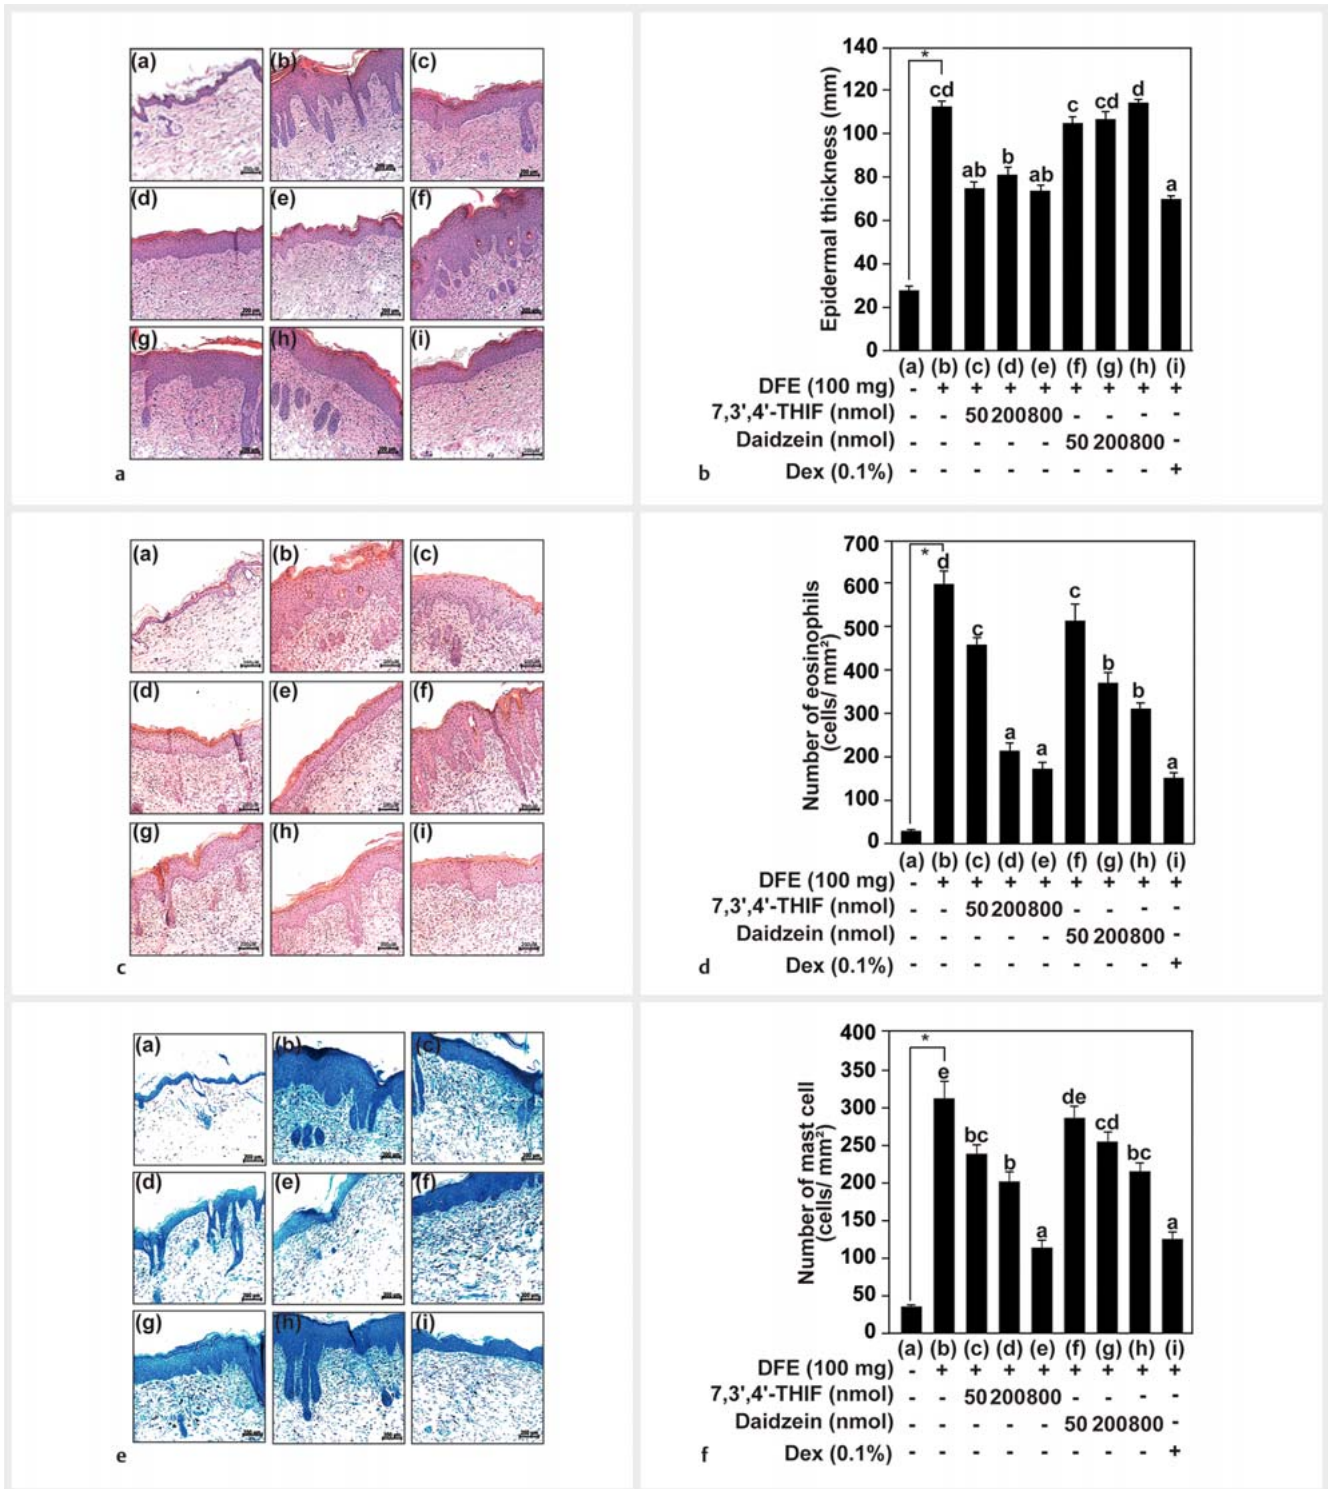 (a) (b) (c)
(d) (e) (f)
(g) (h) (i)
200 μm
a
Epidermal thickness (mm)
140
120
100
80
60
40
20
0
*
cd
ab
b
ab
c
cd
d
a
(a) (b) (c) (d) (e) (f) (g) (h) (i)
DFE (100 mg) - + + + + + + + +
7,3',4'-THIF (nmol) - - 50 200 800 - - - -
Daidzein (nmol) - - - - - 50 200 800 -
Dex (0.1%) - - - - - - - - +
b
(a) (b) (c)
(d) (e) (f)
(g) (h) (i)
c
Number of eosinophils
(cells/ mm²)
700
600
500
400
300
200
100
0
*
d
c
a
a
c
b
b
a
(a) (b) (c) (d) (e) (f) (g) (h) (i)
DFE (100 mg) - + + + + + + + +
7,3',4'-THIF (nmol) - - 50 200 800 - - - -
Daidzein (nmol) - - - - - 50 200 800 -
Dex (0.1%) - - - - - - - - +
d
(a) (b) (c)
(d) (e) (f)
(g) (h) (i)
e
Number of mast cell
(cells/ mm²)
400
350
300
250
200
150
100
50
0
*
e
bc
b
a
de
cd
bc
a
(a) (b) (c) (d) (e) (f) (g) (h) (i)
DFE (100 mg) - + + + + + + + +
7,3',4'-THIF (nmol) - - 50 200 800 - - - -
Daidzein (nmol) - - - - - 50 200 800 -
Dex (0.1%) - - - - - - - - +
f